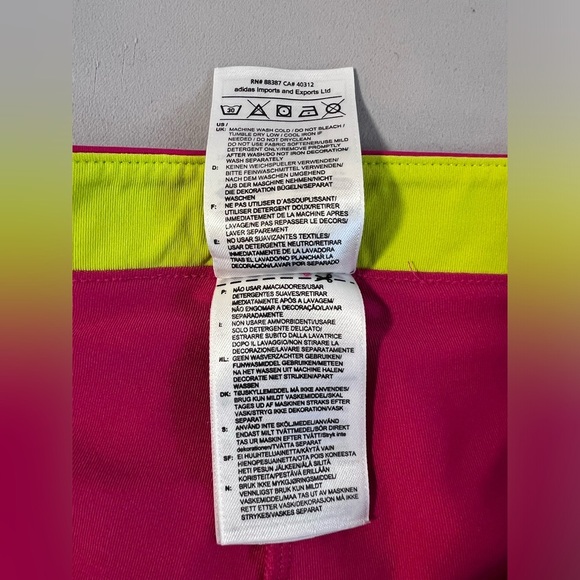 RN# 88387 CA# 40312
adidas Imports and Exports Ltd
30
US /
UK: MACHINE WASH COLD / DO NOT BLEACH /
TUMBLE DRY LOW / COOL IRON IF
NEEDED / DO NOT DRYCLEAN
DO NOT USE FABRIC SOFTENER/USE MILD
DETERGENT ONLY/REMOVE PROMPTLY
AFTER WASH/DO NOT IRON DECORATION/
WASH SEPARATELY
D: KEINEN WEICHSPUELER VERWENDEN/
BITTE FEINWASCHMITTEL VERWENDEN/
NACH DEM WASCHEN UMGEHEND
AUS DER MASCHINE NEHMEN/NICHT
DIE DEKORATION BÜGELN/SEPARAT
WASCHEN
F: NE PAS UTILISER D'ASSOUPLISSANT/
UTILISER DETERGENT DOUX/RETIRER
IMMEDIATEMENT DE LA MACHINE APRES
LAVAGE/NE PAS REPASSER LE DECORS/
LAVER SEPAREMENT
E: NO USAR SUAVIZANTES TEXTILES/
USAR DETERGENTE NEUTRO/RETIRAR
TRAS EL LAVADO/NO PLANCHAR LA
DECORACIÓN/LAVAR POR SEPARADO
P: NÃO USAR AMACIADORES/USAR
DETERGENTES SUAVES/RETIRAR
IMEDIATAMENTE APÓS A LAVAGEM/
NÃO ENGOMAR A DECORAÇÃO/LAVAR
SEPARADAMENTE
I: NON USARE AMMORBIDENTI/USARE
SOLO DETERGENTE DELICATO/
ESTRARRE SUBITO DALLA LAVATRICE
DOPO IL LAVAGGIO/NON STIRARE LA
DECORAZIONE/LAVARE SEPARATAMENTE
NL: GEEN WASVERZACHTER GEBRUIKEN/
FIJNWASMIDDEL GEBRUIKEN/METEEN
NA HET WASSEN UIT MACHINE HALEN/
DECORATIE NIET STRIJKEN/APART
WASSEN
DK: TØJSKYLLEMIDDEL MÅ IKKE ANVENDES/
BRUG KUN MILDT VASKEMIDDEL/SKAL
TAGES UD AF MASKINEN STRAKS EFTER
VASK/STRYG IKKE DEKORATION/VASK
SEPARAT
S: ANVÄND INTE SKÖLJMEDEL/ANVÄND
ENDAST MILT TVÄTTMEDEL/BÖR DIREKT
TAS UR MASKIN EFTER TVÄTT/Stryk inte
dekorationen/TVÄTTA SEPARAT
SF: EI HUUHTELUAINETTA/KÄYTÄ VAIN
HIENOPESUAINETTA/OTA POIS KONEESTA
HETI PESUN JÄLKEEN/ÄLÄ SILITÄ
KORISTEITA/PESTÄVÄ ERILLÄÄN
N: BRUK IKKE MYKGJØRINGSMIDDEL/
VENNLIGST BRUK KUN MILDT
VASKEMIDDEL/MAA TAS UT AV MASKINEN
RETT ETTER VASK/DEKORASJON MÅ IKKE
STRYKES/VASKES SEPARAT